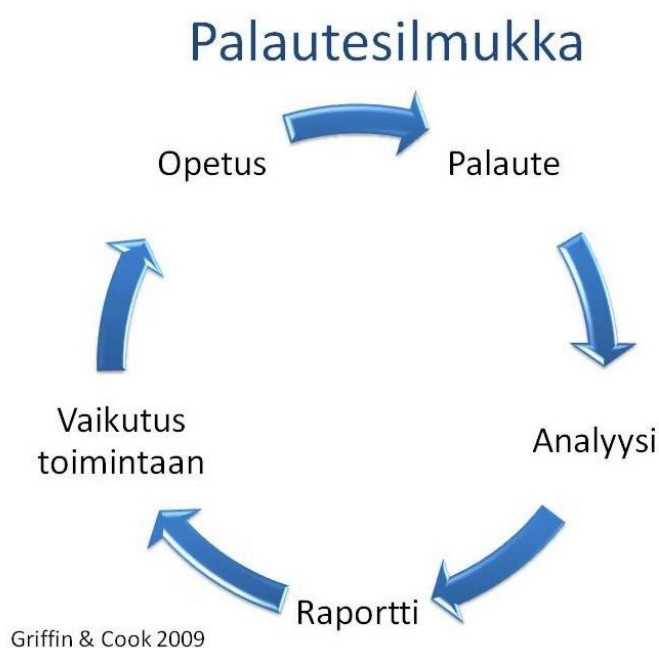 Palautesilmukka
Opetus
Palaute
Analyysi
Raportti
Vaikutus
toimintaan
Griffin & Cook 2009